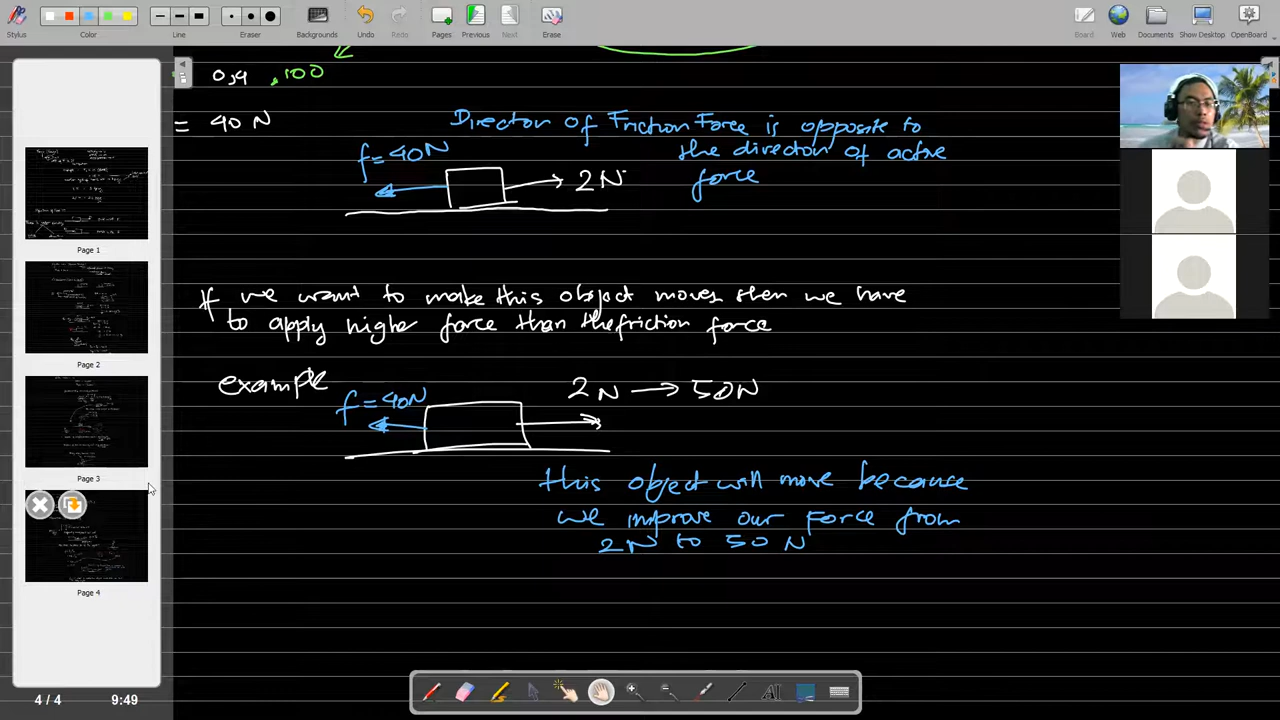 Stylus
Color
Line
Eraser
Backgrounds
Undo
Redo
Pages
Previous
Next
Erase
Board
Web
Documents
Show Desktop
OpenBoard
0,4 .100
= 40 N
Direction of Friction Force is opposite to
the direction of active
force
f = 40N
2N
If we want to make this object moves then we have
to apply higher force than the friction force
example
f = 40N
2N → 50N
this object will move because
we improve our Force from
2N to 50 N
Page 1
Page 2
Page 3
Page 4
4 / 4
9:49